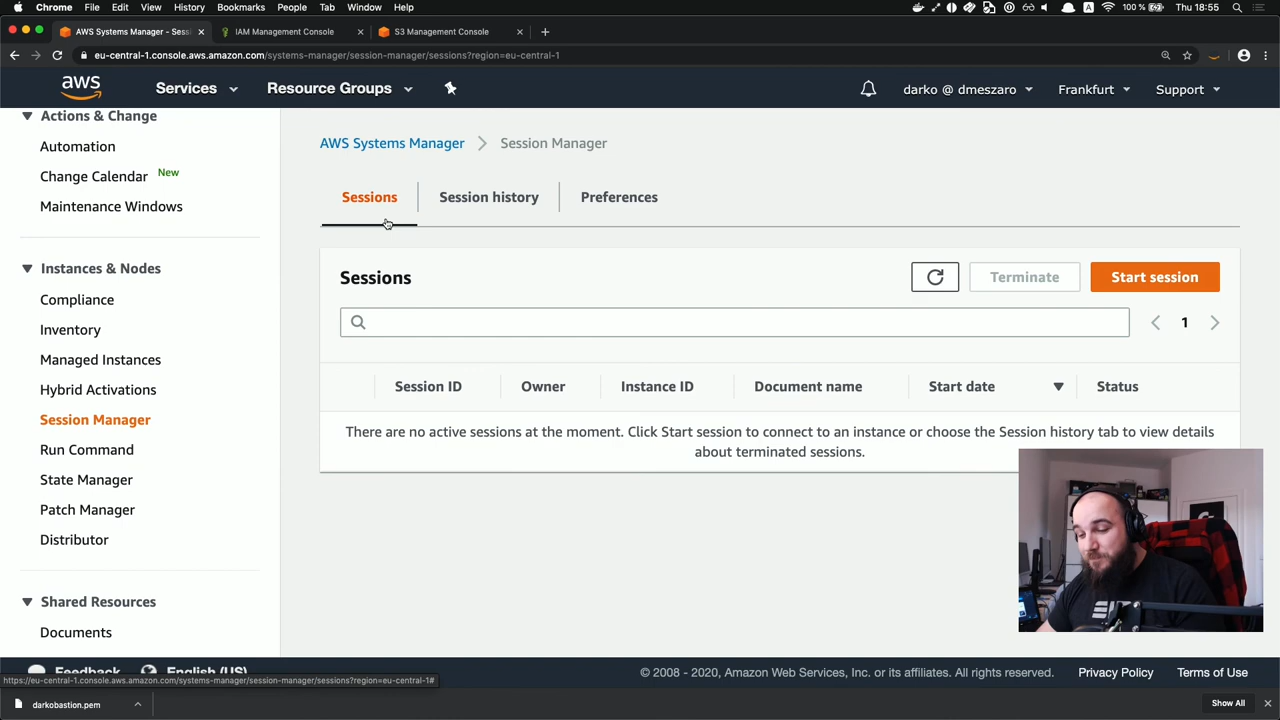 Chrome File Edit View History Bookmarks People Tab Window Help
100 % Thu 18:55
AWS Systems Manager - Sessi
IAM Management Console
S3 Management Console
eu-central-1.console.aws.amazon.com/systems-manager/session-manager/sessions?region=eu-central-1
aws
Services
Resource Groups
darko @ dmeszaro
Frankfurt
Support
Actions & Change
Automation
Change Calendar New
Maintenance Windows
Instances & Nodes
Compliance
Inventory
Managed Instances
Hybrid Activations
Session Manager
Run Command
State Manager
Patch Manager
Distributor
Shared Resources
Documents
AWS Systems Manager > Session Manager
Sessions
Session history
Preferences
Sessions
Terminate
Start session
1
Session ID
Owner
Instance ID
Document name
Start date
Status
There are no active sessions at the moment. Click Start session to connect to an instance or choose the Session history tab to view details
about terminated sessions.
Feedback
English (US)
© 2008 - 2020, Amazon Web Services, Inc. or its affiliates. All rights reserved.
Privacy Policy
Terms of Use
https://eu-central-1.console.aws.amazon.com/systems-manager/session-manager/sessions?region=eu-central-1#
darkobastion.pem
Show All